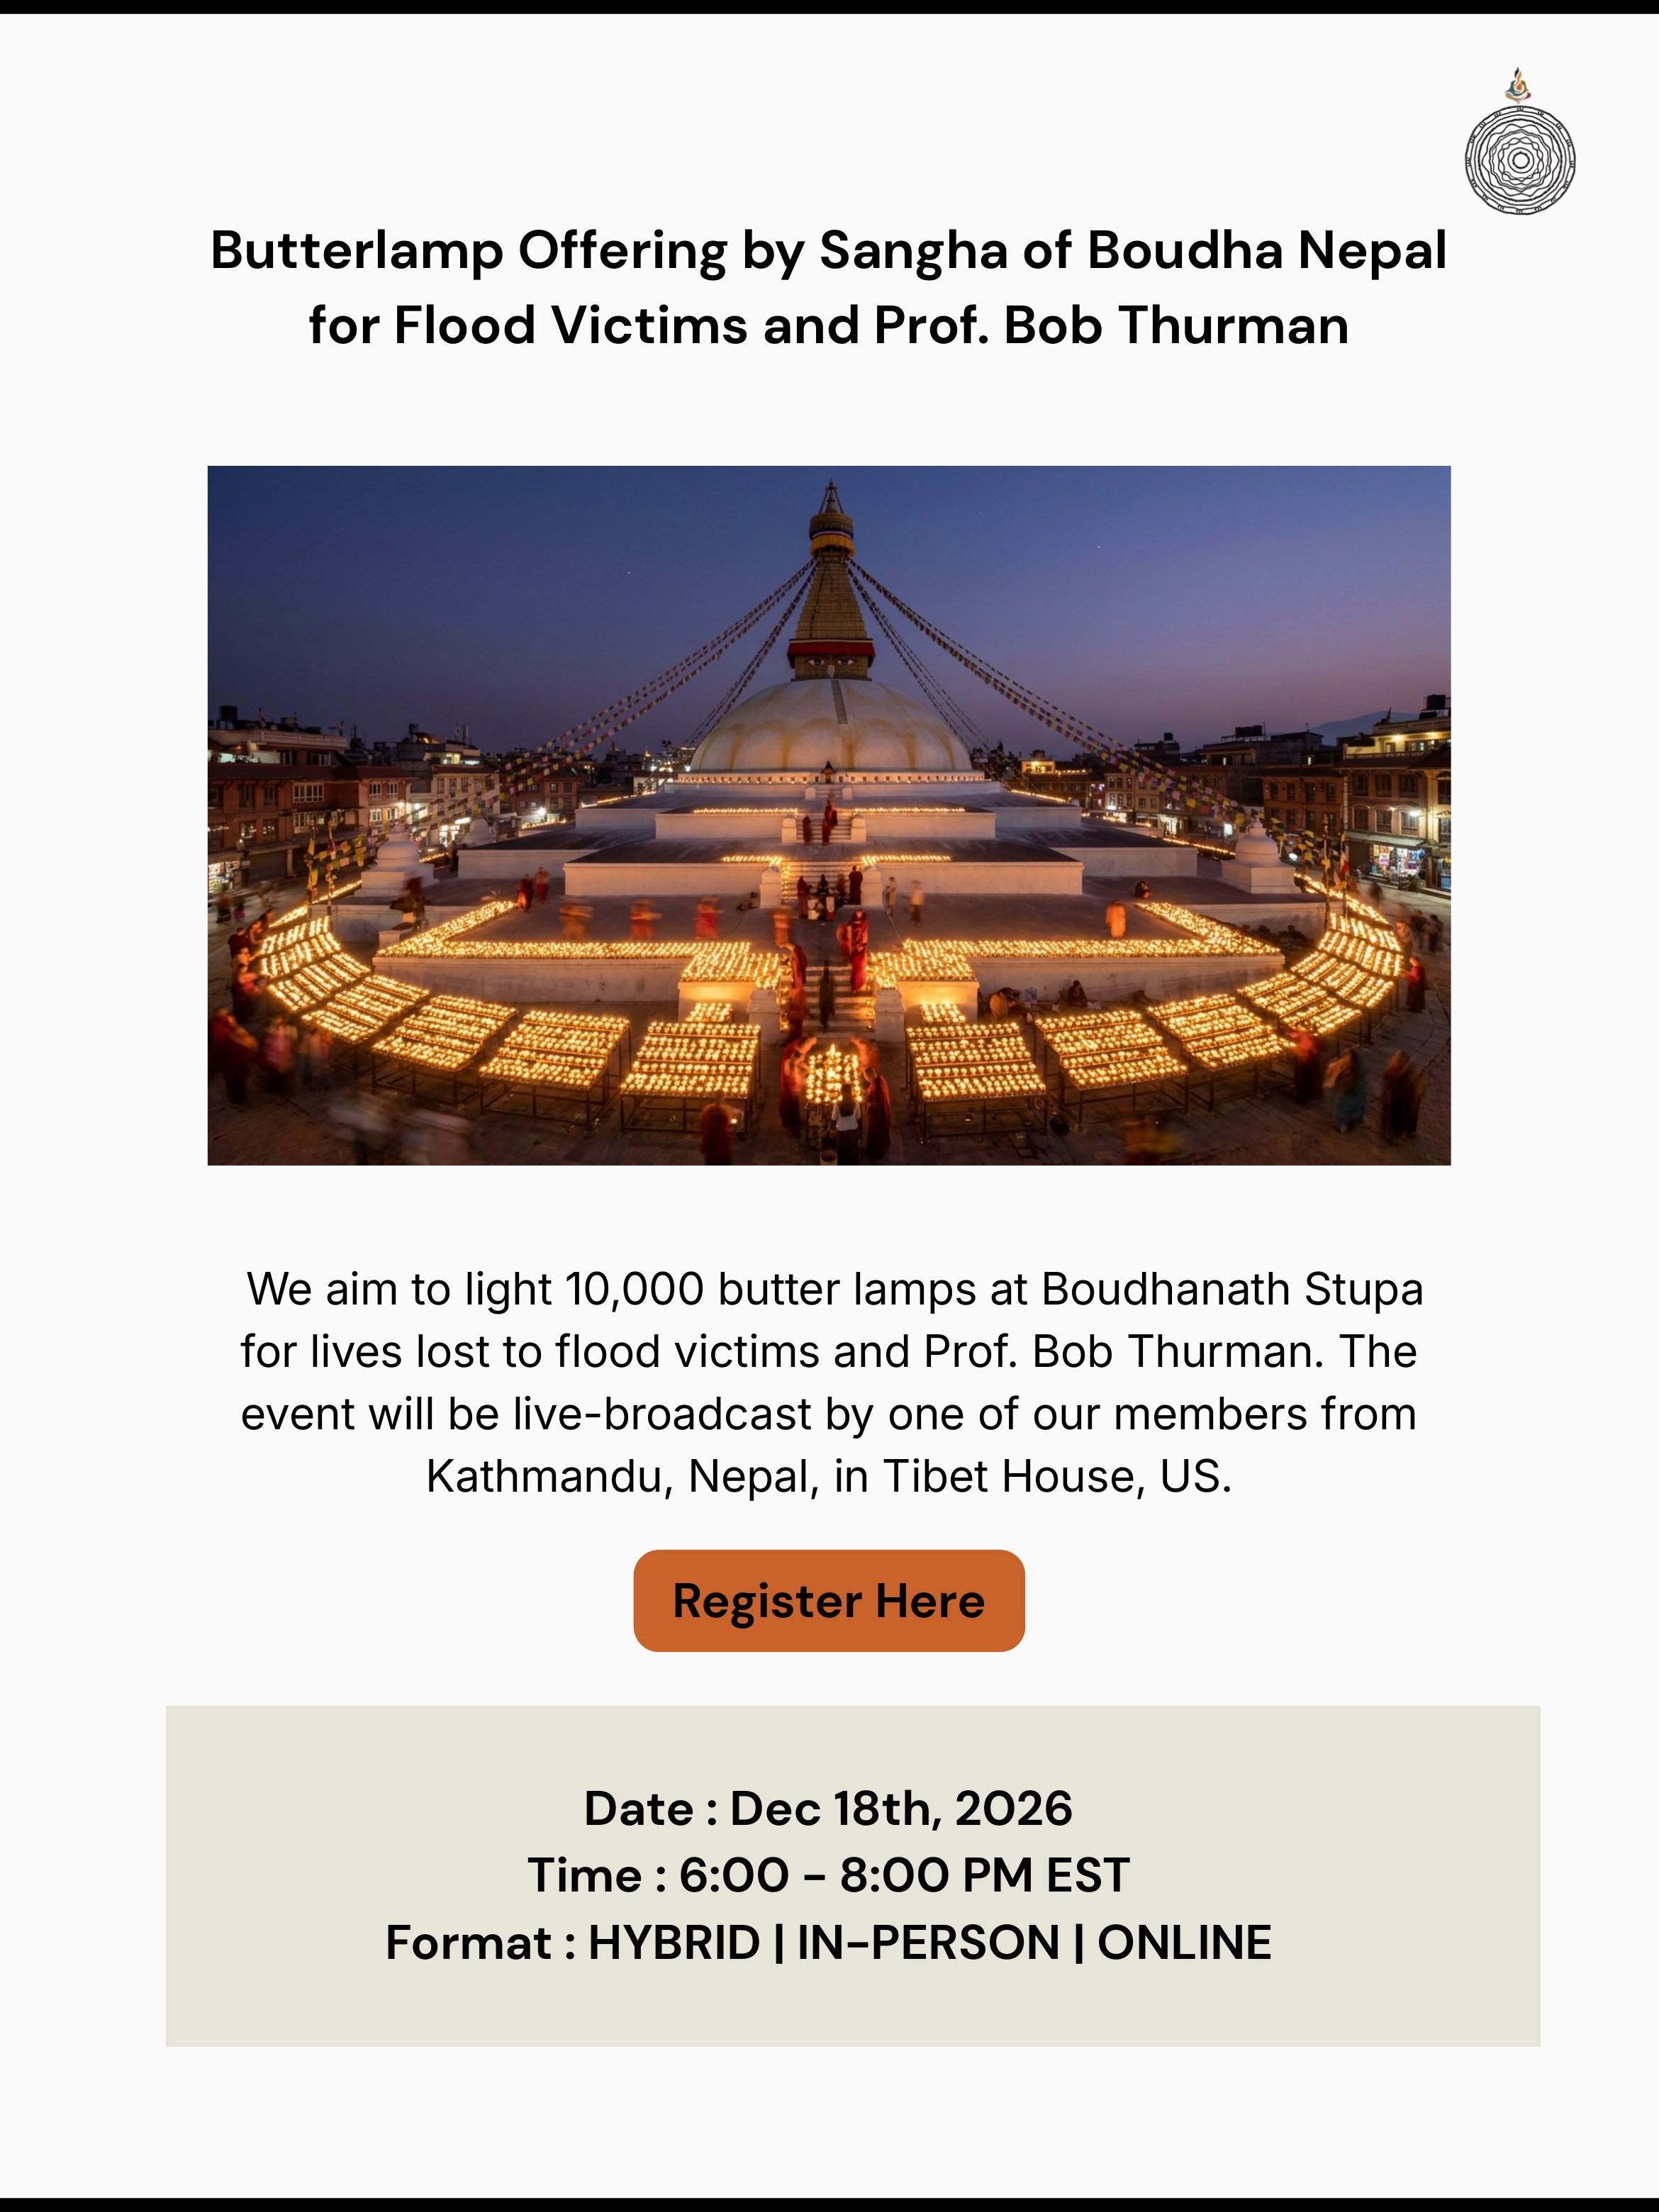 Butterlamp Offering by Sangha of Boudha Nepal
for Flood Victims and Prof. Bob Thurman
We aim to light 10,000 butter lamps at Boudhanath Stupa
for lives lost to flood victims and Prof. Bob Thurman. The
event will be live-broadcast by one of our members from
Kathmandu, Nepal, in Tibet House, US.
Register Here
Date : Dec 18th, 2026
Time : 6:00 - 8:00 PM EST
Format : HYBRID | IN-PERSON | ONLINE